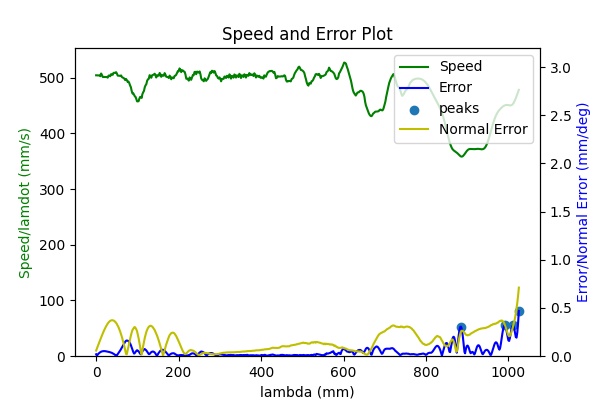 Speed and Error Plot
Speed
Error
peaks
Normal Error
Speed/lamdot (mm/s)
500
400
300
200
100
0
3.0
2.5
2.0
1.5
1.0
0.5
0.0
Error/Normal Error (mm/deg)
0 200 400 600 800 1000
lambda (mm)